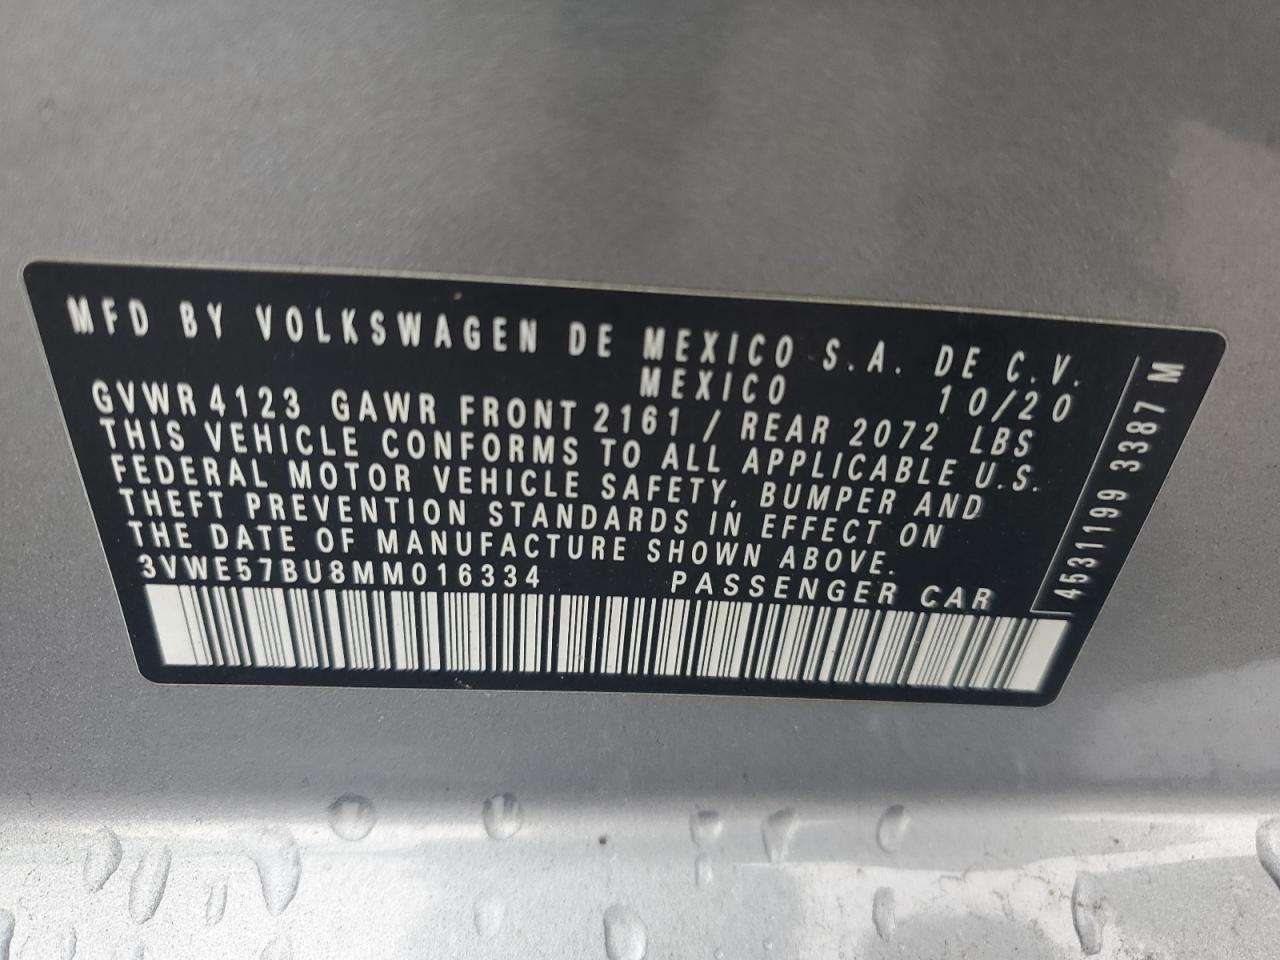 MFD BY VOLKSWAGEN DE MEXICO S.A. DE C.V.
MEXICO 10/20
GVWR 4123 GAWR FRONT 2161 / REAR 2072 LBS
THIS VEHICLE CONFORMS TO ALL APPLICABLE U.S.
FEDERAL MOTOR VEHICLE SAFETY, BUMPER AND
THEFT PREVENTION STANDARDS IN EFFECT ON
THE DATE OF MANUFACTURE SHOWN ABOVE.
3VWE57BU8MM016334 PASSENGER CAR
4531199 3387 M